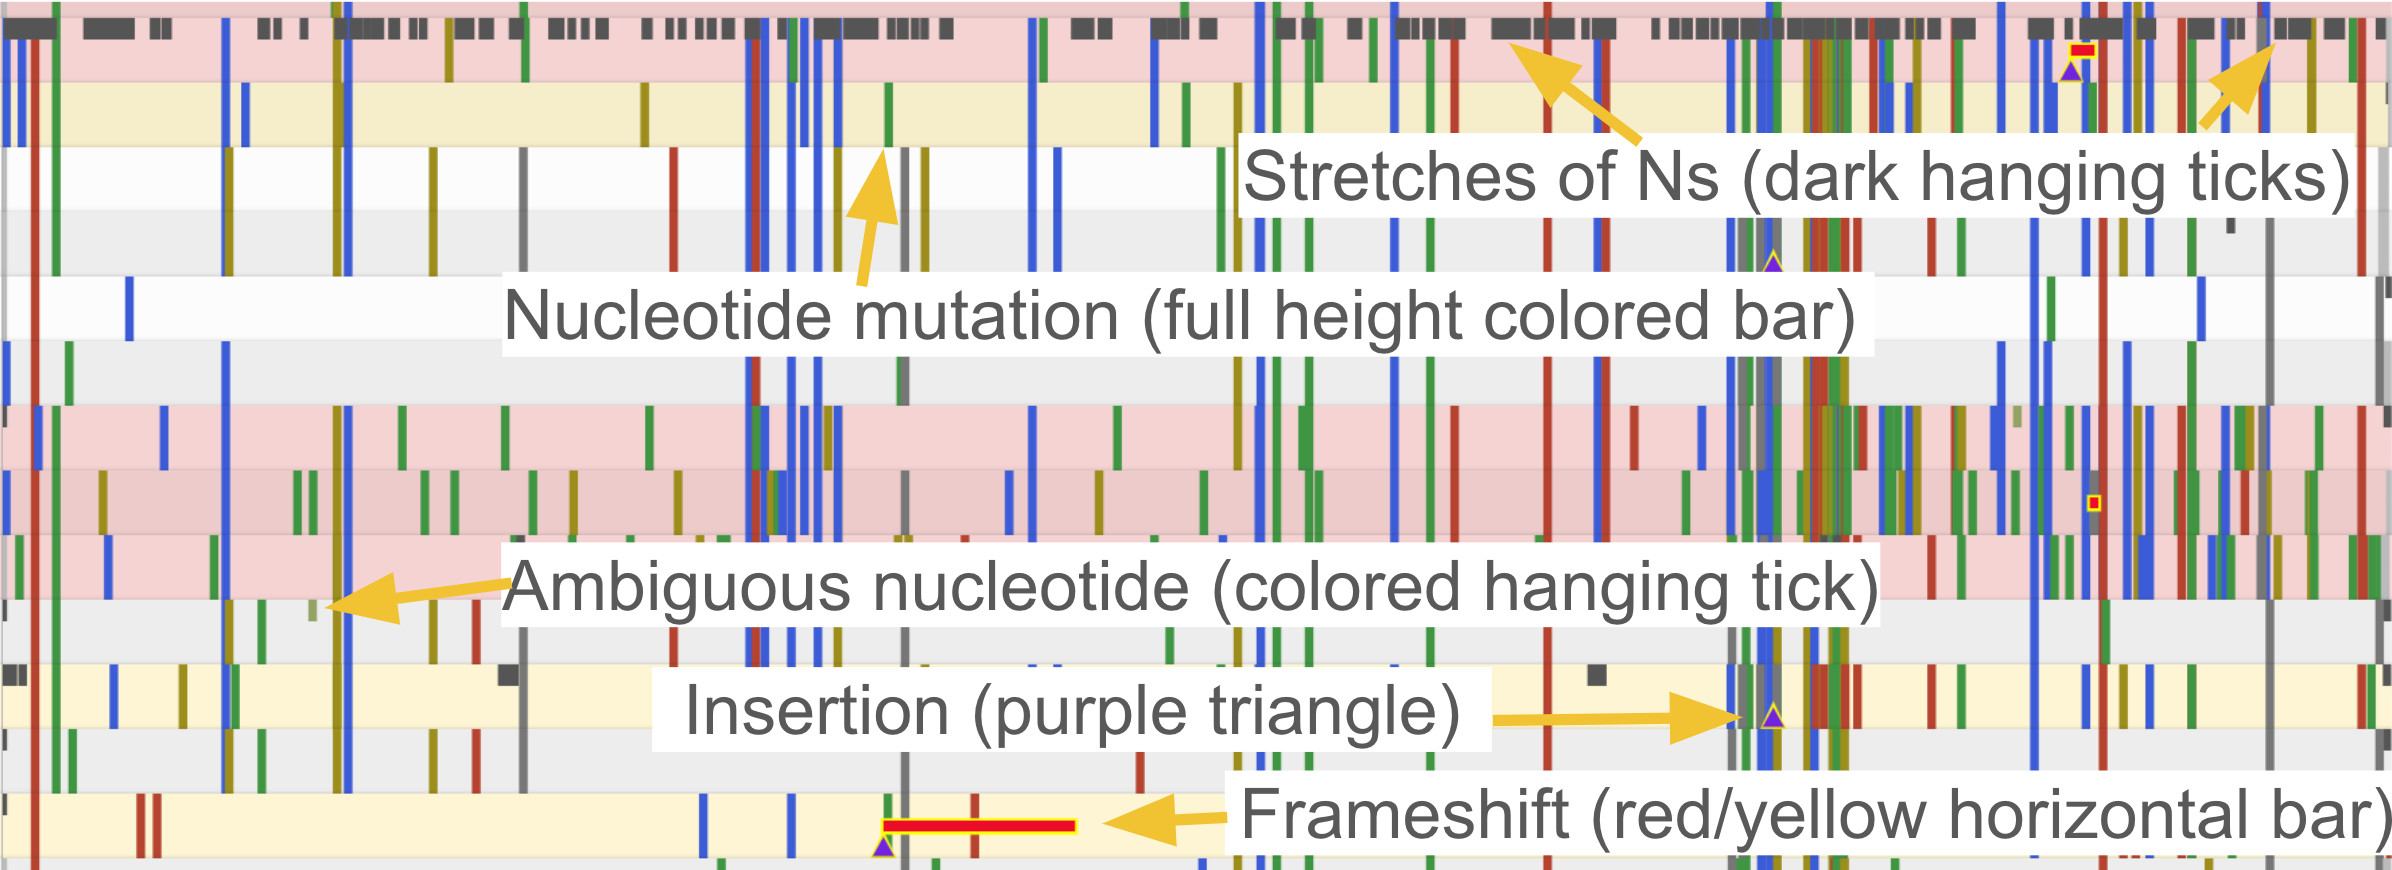 Stretches of Ns (dark hanging ticks)
Nucleotide mutation (full height colored bar)
Ambiguous nucleotide (colored hanging tick)
Insertion (purple triangle)
Frameshift (red/yellow horizontal bar)